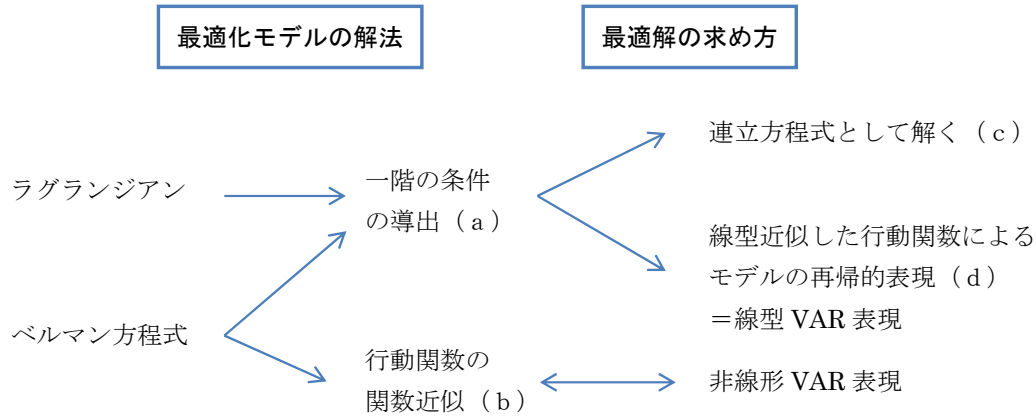 最適化モデルの解法
最適解の求め方
ラグランジアン
ベルマン方程式
一階の条件
の導出（a）
行動関数の
関数近似（b）
連立方程式として解く（c）
線型近似した行動関数による
モデルの再帰的表現（d）
＝線型 VAR 表現
非線形 VAR 表現